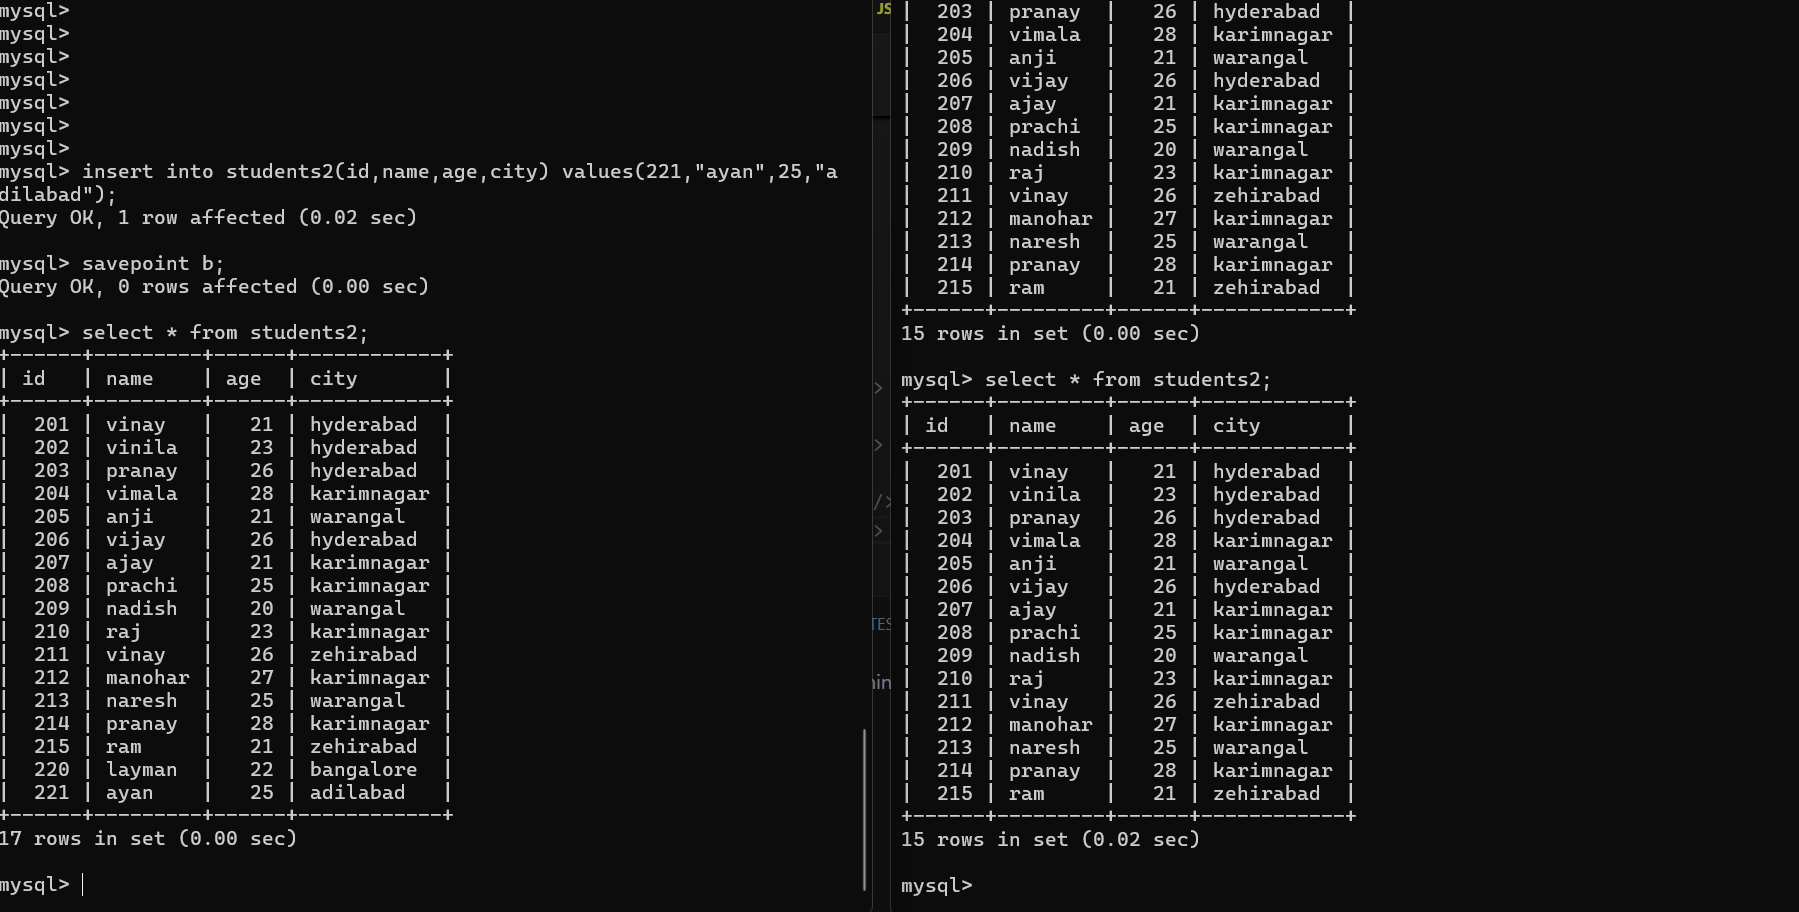 mysql>
mysql>
mysql>
mysql>
mysql>
mysql>
mysql>
mysql> insert into students2(id,name,age,city) values(221,"ayan",25,"a
dilabad");
Query OK, 1 row affected (0.02 sec)
mysql> savepoint b;
Query OK, 0 rows affected (0.00 sec)
mysql> select * from students2;
+------+---------+------+------------+
| id   | name    | age  | city       |
+------+---------+------+------------+
|  201 | vinay   |   21 | hyderabad  |
|  202 | vinila  |   23 | hyderabad  |
|  203 | pranay  |   26 | hyderabad  |
|  204 | vimala  |   28 | karimnagar |
|  205 | anji    |   21 | warangal   |
|  206 | vijay   |   26 | hyderabad  |
|  207 | ajay    |   21 | karimnagar |
|  208 | prachi  |   25 | karimnagar |
|  209 | nadish  |   20 | warangal   |
|  210 | raj     |   23 | karimnagar |
|  211 | vinay   |   26 | zehirabad  |
|  212 | manohar |   27 | karimnagar |
|  213 | naresh  |   25 | warangal   |
|  214 | pranay  |   28 | karimnagar |
|  215 | ram     |   21 | zehirabad  |
|  220 | layman  |   22 | bangalore  |
|  221 | ayan    |   25 | adilabad   |
+------+---------+------+------------+
17 rows in set (0.00 sec)
mysql>
JS
>
>
/>
>
TES
|  203 | pranay  |   26 | hyderabad  |
|  204 | vimala  |   28 | karimnagar |
|  205 | anji    |   21 | warangal   |
|  206 | vijay   |   26 | hyderabad  |
|  207 | ajay    |   21 | karimnagar |
|  208 | prachi  |   25 | karimnagar |
|  209 | nadish  |   20 | warangal   |
|  210 | raj     |   23 | karimnagar |
|  211 | vinay   |   26 | zehirabad  |
|  212 | manohar |   27 | karimnagar |
|  213 | naresh  |   25 | warangal   |
|  214 | pranay  |   28 | karimnagar |
|  215 | ram     |   21 | zehirabad  |
+------+---------+------+------------+
15 rows in set (0.00 sec)
mysql> select * from students2;
+------+---------+------+------------+
| id   | name    | age  | city       |
+------+---------+------+------------+
|  201 | vinay   |   21 | hyderabad  |
|  202 | vinila  |   23 | hyderabad  |
|  203 | pranay  |   26 | hyderabad  |
|  204 | vimala  |   28 | karimnagar |
|  205 | anji    |   21 | warangal   |
|  206 | vijay   |   26 | hyderabad  |
|  207 | ajay    |   21 | karimnagar |
|  208 | prachi  |   25 | karimnagar |
|  209 | nadish  |   20 | warangal   |
|  210 | raj     |   23 | karimnagar |
|  211 | vinay   |   26 | zehirabad  |
|  212 | manohar |   27 | karimnagar |
|  213 | naresh  |   25 | warangal   |
|  214 | pranay  |   28 | karimnagar |
|  215 | ram     |   21 | zehirabad  |
+------+---------+------+------------+
15 rows in set (0.02 sec)
mysql>